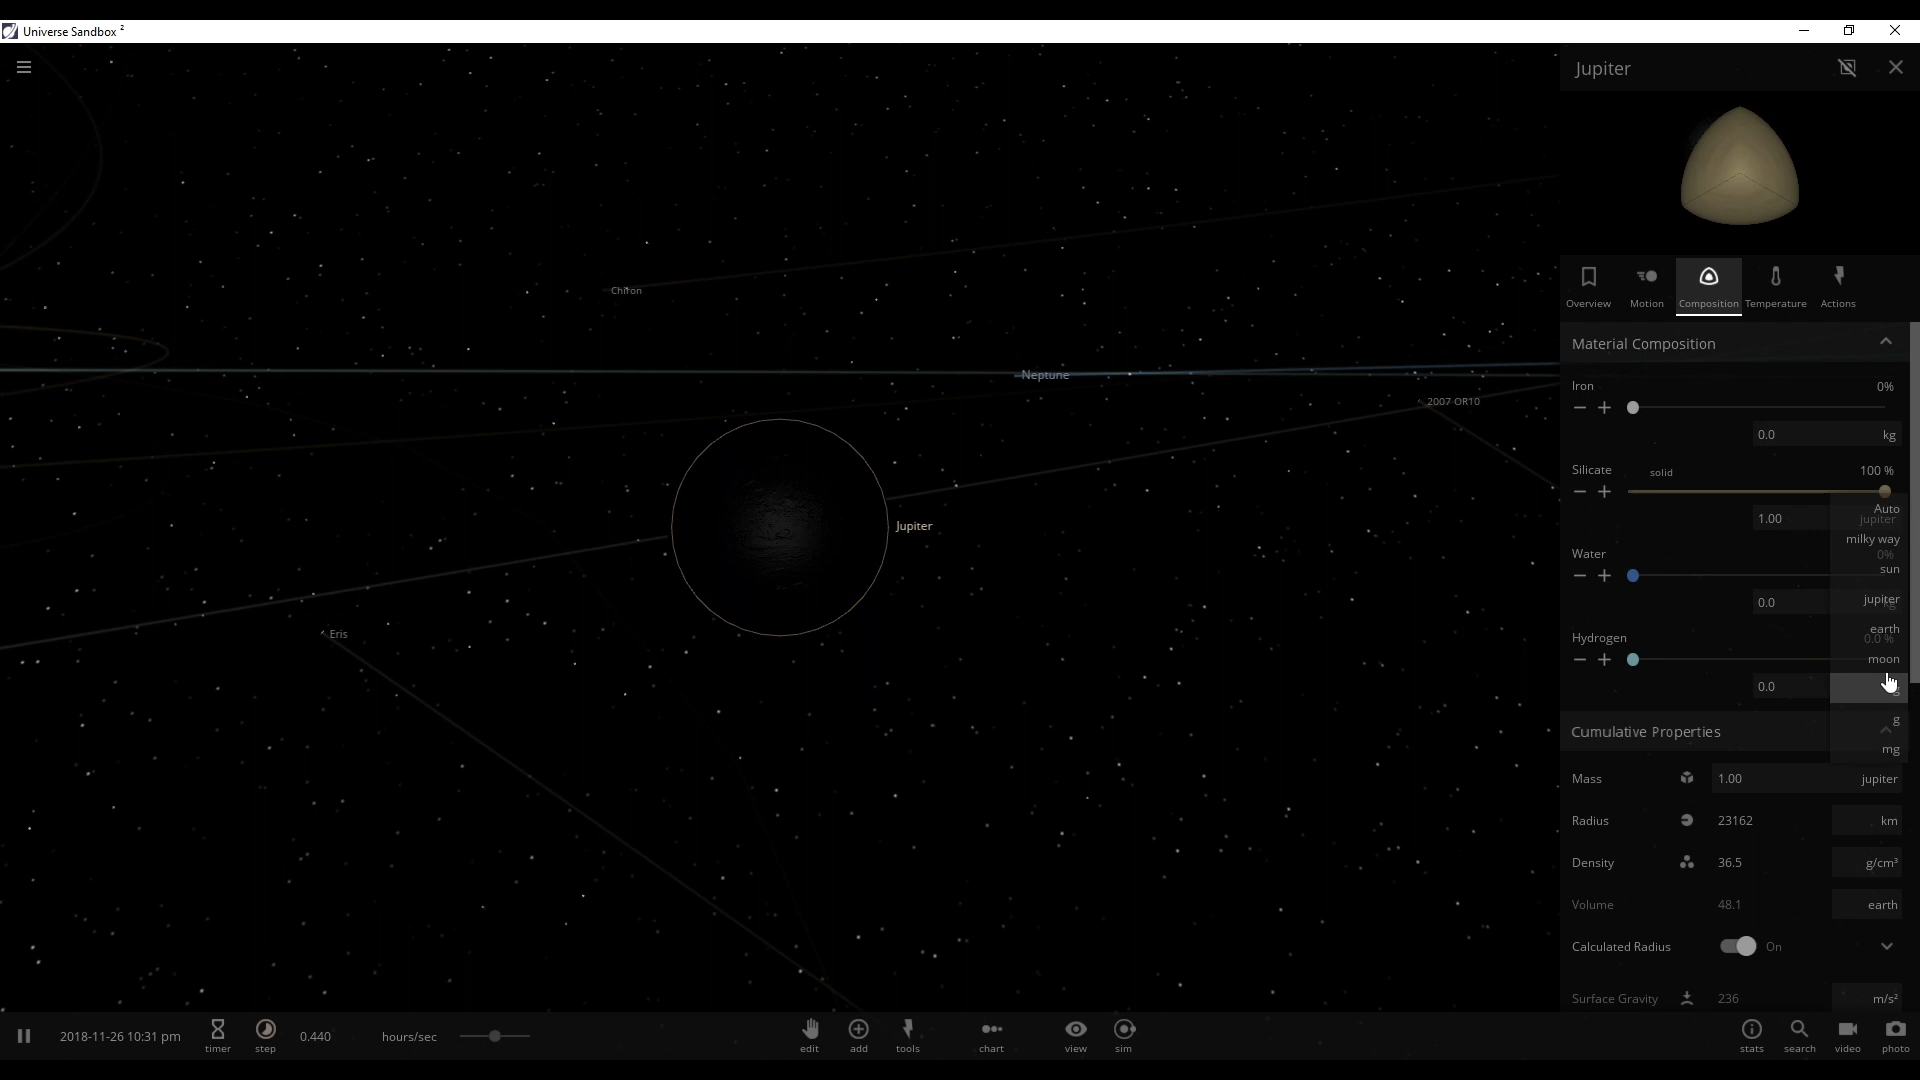 Universe Sandbox ²
Jupiter
Overview
Motion
Composition
Temperature
Actions
Material Composition
Iron
0%
0.0
kg
Silicate
solid
100 %
1.00
jupiter
Auto
milky way
Water
0%
sun
0.0
kg
jupiter
earth
Hydrogen
0.0 %
moon
0.0
g
mg
Cumulative Properties
Mass
1.00
jupiter
Radius
23162
km
Density
36.5
g/cm³
Volume
48.1
earth
Calculated Radius
On
Surface Gravity
236
m/s²
Chiron
Neptune
2007 OR10
Jupiter
Eris
2018-11-26 10:31 pm
timer
step
0.440
hours/sec
edit
add
tools
chart
view
sim
stats
search
video
photo